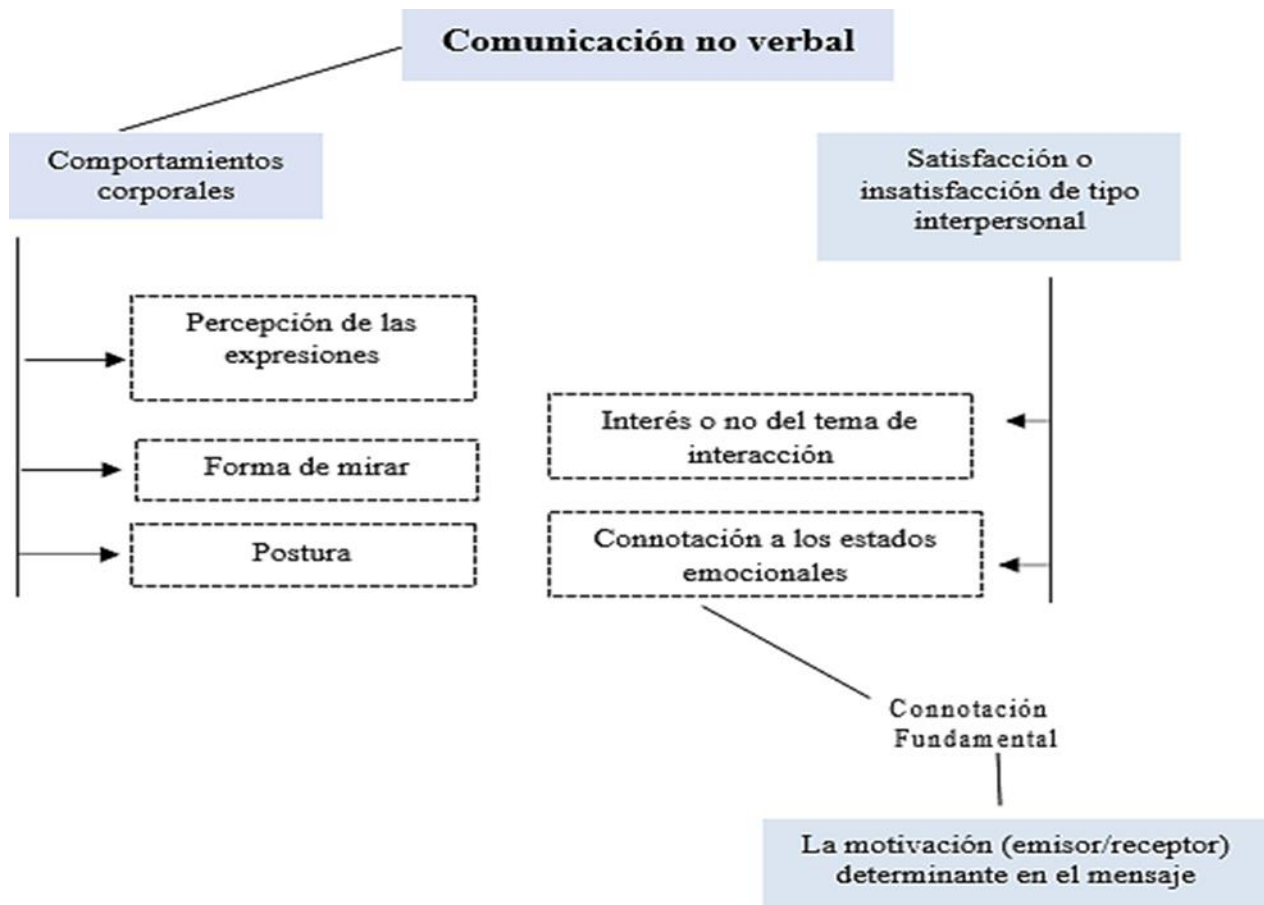 Comunicación no verbal
Comportamientos
corporales
Percepción de las
expresiones
Forma de mirar
Postura
Satisfacción o
insatisfacción de tipo
interpersonal
Interés o no del tema de
interacción
Connotación a los estados
emocionales
Connotación
Fundamental
La motivación (emisor/receptor)
determinante en el mensaje